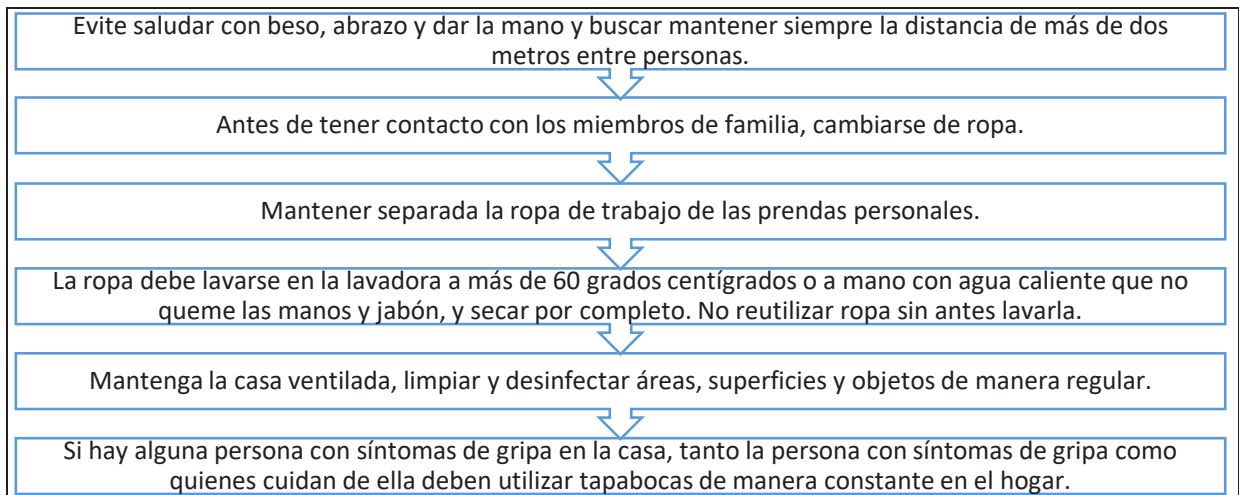 Evite saludar con beso, abrazo y dar la mano y buscar mantener siempre la distancia de más de dos
metros entre personas.
Antes de tener contacto con los miembros de familia, cambiarse de ropa.
Mantener separada la ropa de trabajo de las prendas personales.
La ropa debe lavarse en la lavadora a más de 60 grados centígrados o a mano con agua caliente que no
queme las manos y jabón, y secar por completo. No reutilizar ropa sin antes lavarla.
Mantenga la casa ventilada, limpiar y desinfectar áreas, superficies y objetos de manera regular.
Si hay alguna persona con síntomas de gripa en la casa, tanto la persona con síntomas de gripa como
quienes cuidan de ella deben utilizar tapabocas de manera constante en el hogar.